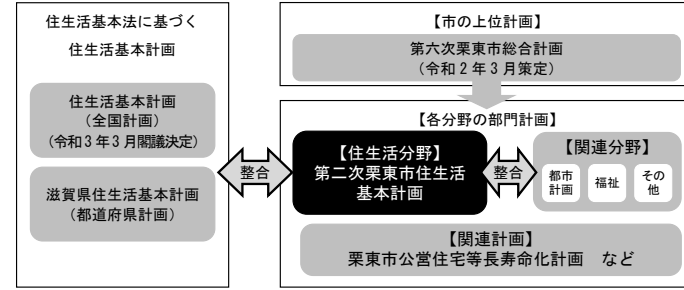 住生活基本法に基づく
住生活基本計画
住生活基本計画
（全国計画）
（令和３年３月閣議決定）
滋賀県住生活基本計画
（都道府県計画）
整合
【市の上位計画】
第六次栗東市総合計画
（令和２年３月策定）
【各分野の部門計画】
【住生活分野】
第二次栗東市住生活
基本計画
整合
【関連分野】
都市
計画
福祉
その
他
【関連計画】
栗東市公営住宅等長寿命化計画　など